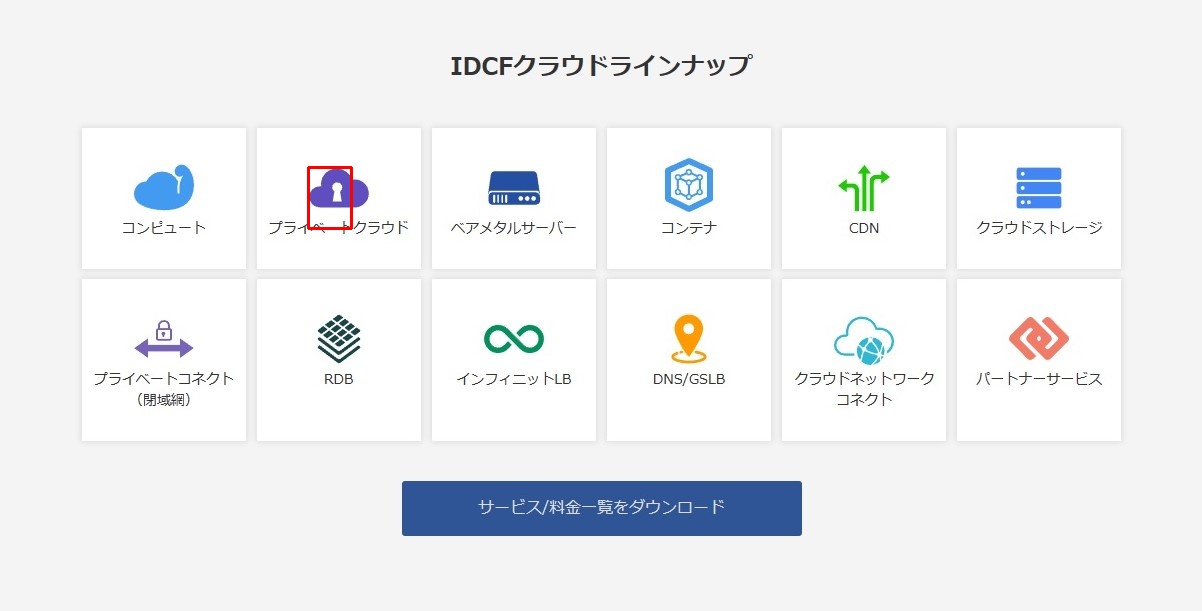 IDCFクラウドラインナップ
コンピュート
プライベートクラウド
ベアメタルサーバー
コンテナ
CDN
クラウドストレージ
プライベートコネクト
（閉域網）
RDB
インフィニットLB
DNS/GSLB
クラウドネットワーク
コネクト
パートナーサービス
サービス/料金一覧をダウンロード